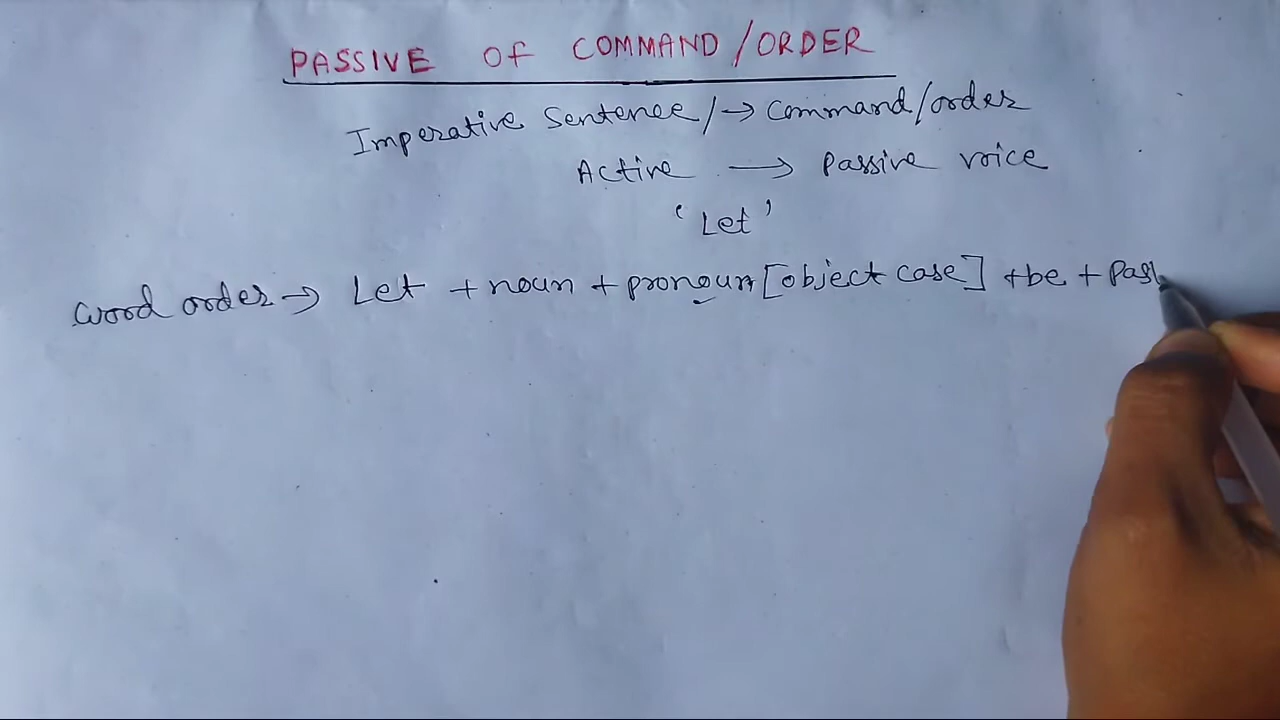 PASSIVE OF COMMAND/ORDER
Imperative Sentence/→ Command/order
Active → Passive voice
'Let'
word order → Let + noun + pronoun [object case] + be + Pas